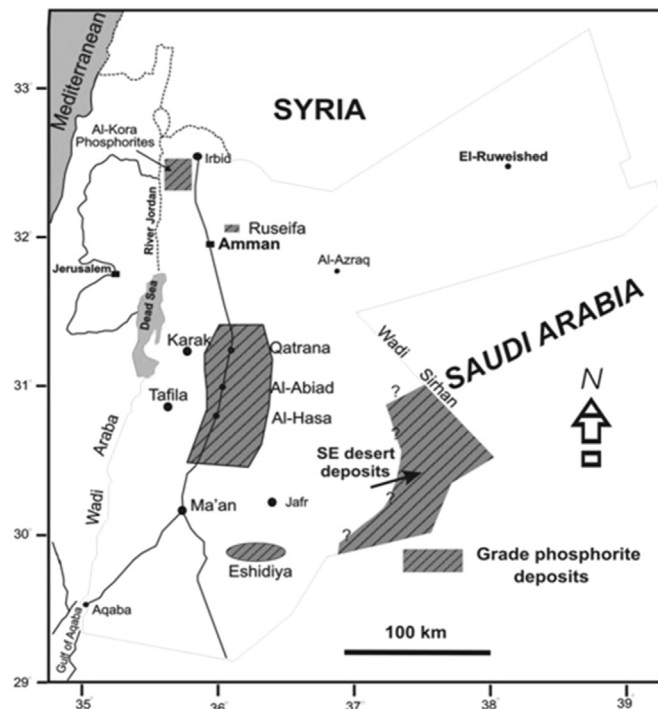 33°
32°
31°
30°
29°
Mediterranean
SYRIA
Al-Kora
Phosphorites
Irbid
El-Ruweished
River Jordan
Ruseifa
Amman
Al-Azraq
Jerusalem
Dead Sea
SAUDI ARABIA
Wadi
Sirhan
Karak
Qatrana
Al-Abiad
Al-Hasa
Tafila
Wadi
Araba
N
?
?
?
?
SE desert
deposits
Ma'an
Jafr
Eshidiya
Grade phosphorite
deposits
Aqaba
Gulf of Aqaba
100 km
35°
36°
37°
38°
39°